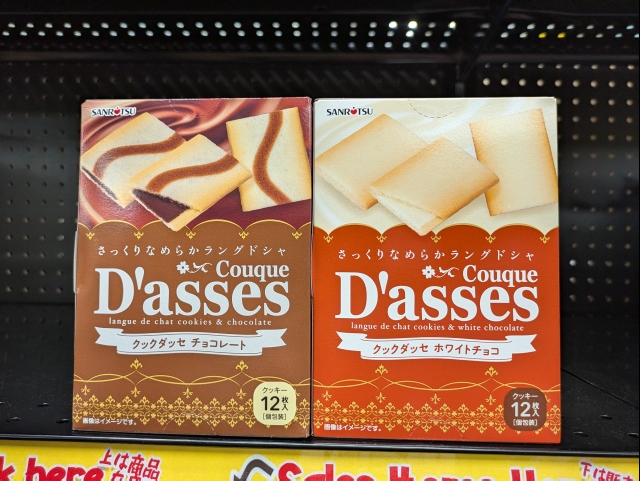 SANRITSU
さっくりなめらかラングドシャ
Couque
D'asses
langue de chat cookies & chocolate
クックダッセ チョコレート
クッキー
12枚入
[個包装]
画像はイメージです。
SANRITSU
さっくりなめらかラングドシャ
Couque
D'asses
langue de chat cookies & white chocolate
クックダッセ ホワイトチョコ
クッキー
12枚入
[個包装]
画像はイメージです。
here
上は商品